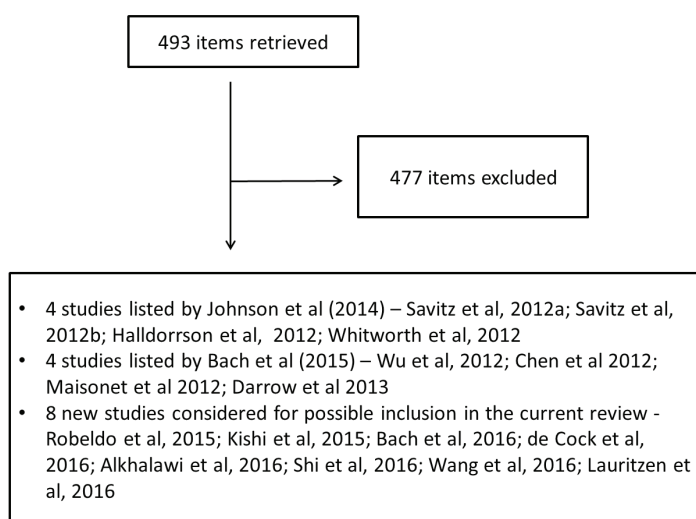 493 items retrieved
477 items excluded
• 4 studies listed by Johnson et al (2014) – Savitz et al, 2012a; Savitz et al,
2012b; Halldorrson et al,  2012; Whitworth et al, 2012
• 4 studies listed by Bach et al (2015) – Wu et al, 2012; Chen et al 2012;
Maisonet et al 2012; Darrow et al 2013
• 8 new studies considered for possible inclusion in the current review -
Robeldo et al, 2015; Kishi et al, 2015; Bach et al, 2016; de Cock et al,
2016; Alkhalawi et al, 2016; Shi et al, 2016; Wang et al, 2016; Lauritzen et
al, 2016